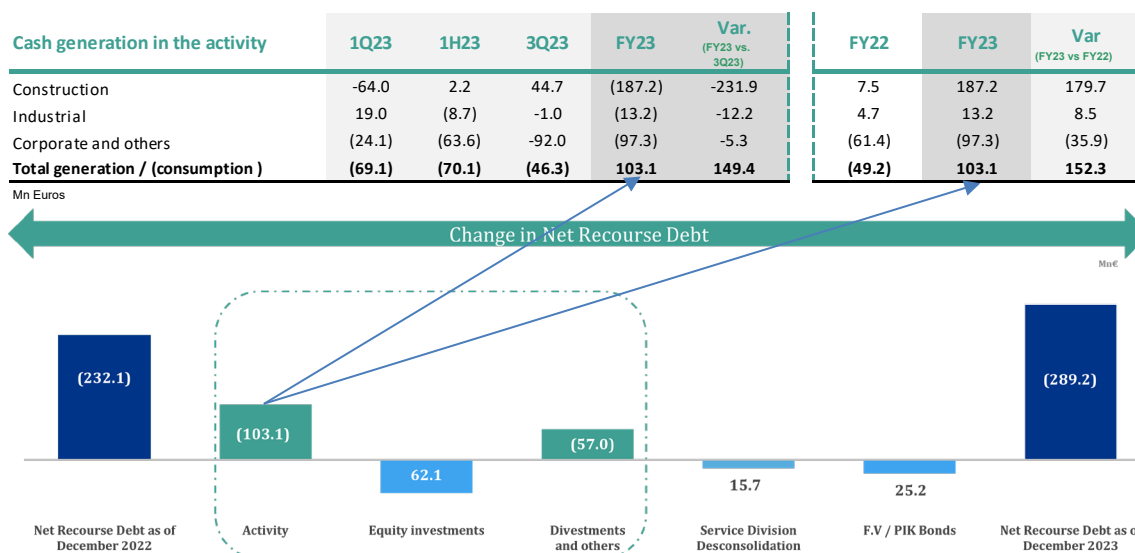 Cash generation in the activity 1Q23 1H23 3Q23 FY23 Var. (FY23 vs. 3Q23) FY22 FY23 Var (FY23 vs FY22)
Construction -64.0 2.2 44.7 (187.2) -231.9 7.5 187.2 179.7
Industrial 19.0 (8.7) -1.0 (13.2) -12.2 4.7 13.2 8.5
Corporate and others (24.1) (63.6) -92.0 (97.3) -5.3 (61.4) (97.3) (35.9)
Total generation / (consumption ) (69.1) (70.1) (46.3) 103.1 149.4 (49.2) 103.1 152.3
Mn Euros
Change in Net Recourse Debt
Mn€
(232.1)
(103.1)
62.1
(57.0)
15.7
25.2
(289.2)
Net Recourse Debt as of
December 2022
Activity
Equity investments
Divestments
and others
Service Division
Desconsolidation
F.V / PIK Bonds
Net Recourse Debt as o
December 2023